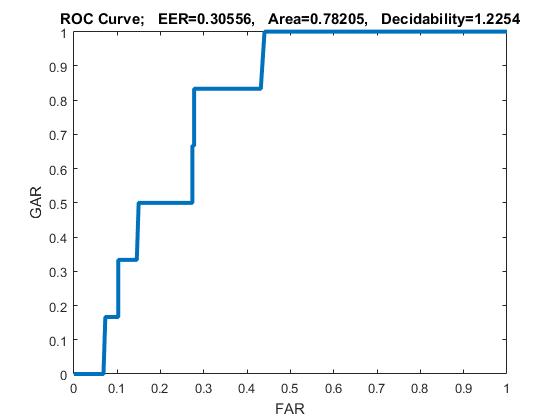 ROC Curve;   EER=0.30556,   Area=0.78205,   Decidability=1.2254
1
0.9
0.8
0.7
0.6
0.5
0.4
0.3
0.2
0.1
0
GAR
0 0.1 0.2 0.3 0.4 0.5 0.6 0.7 0.8 0.9 1
FAR